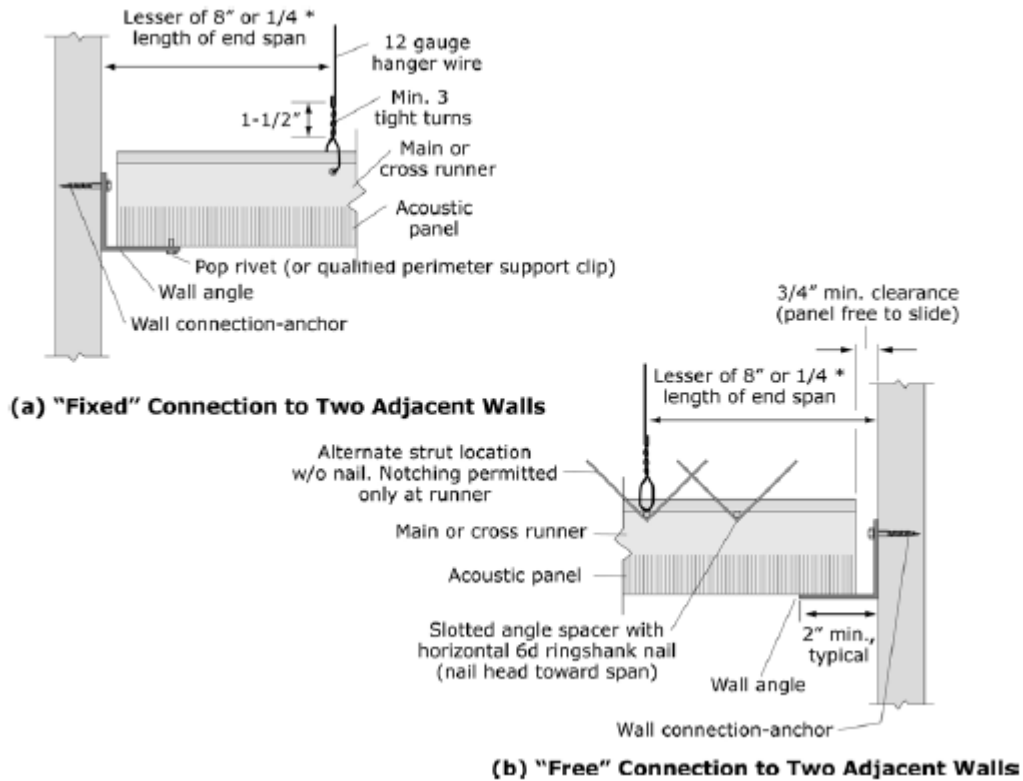 Lesser of 8" or 1/4 *
length of end span
12 gauge
hanger wire
1-1/2"
Min. 3
tight turns
Main or
cross runner
Acoustic
panel
Pop rivet (or qualified perimeter support clip)
Wall angle
Wall connection-anchor
(a) "Fixed" Connection to Two Adjacent Walls
3/4" min. clearance
(panel free to slide)
Lesser of 8" or 1/4 *
length of end span
Alternate strut location
w/o nail. Notching permitted
only at runner
Main or cross runner
Acoustic panel
Slotted angle spacer with
horizontal 6d ringshank nail
(nail head toward span)
2" min.,
typical
Wall angle
Wall connection-anchor
(b) "Free" Connection to Two Adjacent Walls